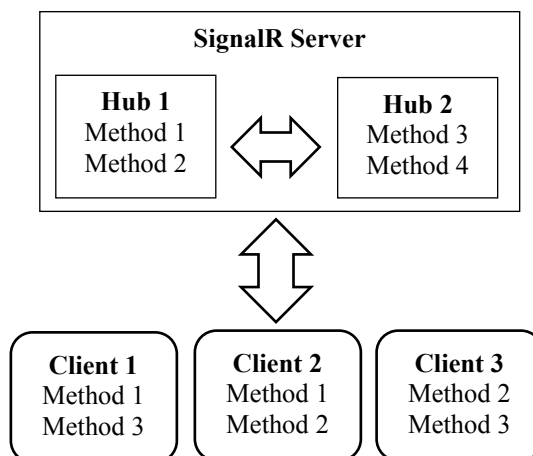 SignalR Server
Hub 1
Method 1
Method 2
Hub 2
Method 3
Method 4
Client 1
Method 1
Method 3
Client 2
Method 1
Method 2
Client 3
Method 2
Method 3